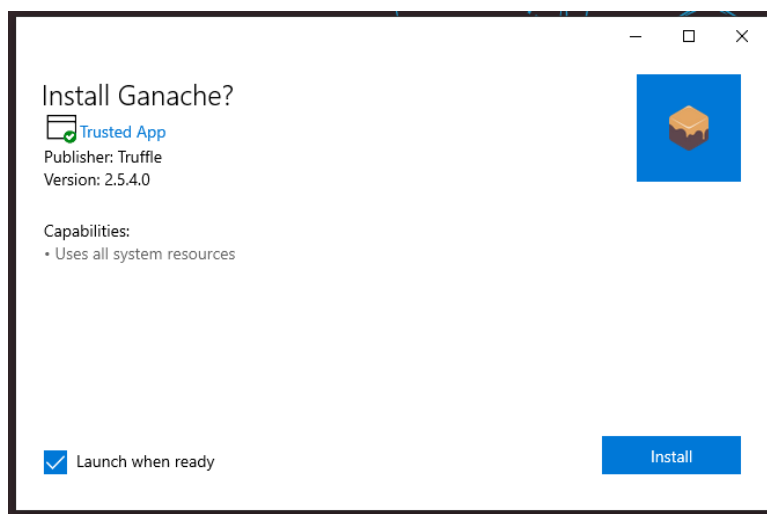 Install Ganache?
Trusted App
Publisher: Truffle
Version: 2.5.4.0
Capabilities:
• Uses all system resources
Launch when ready
Install